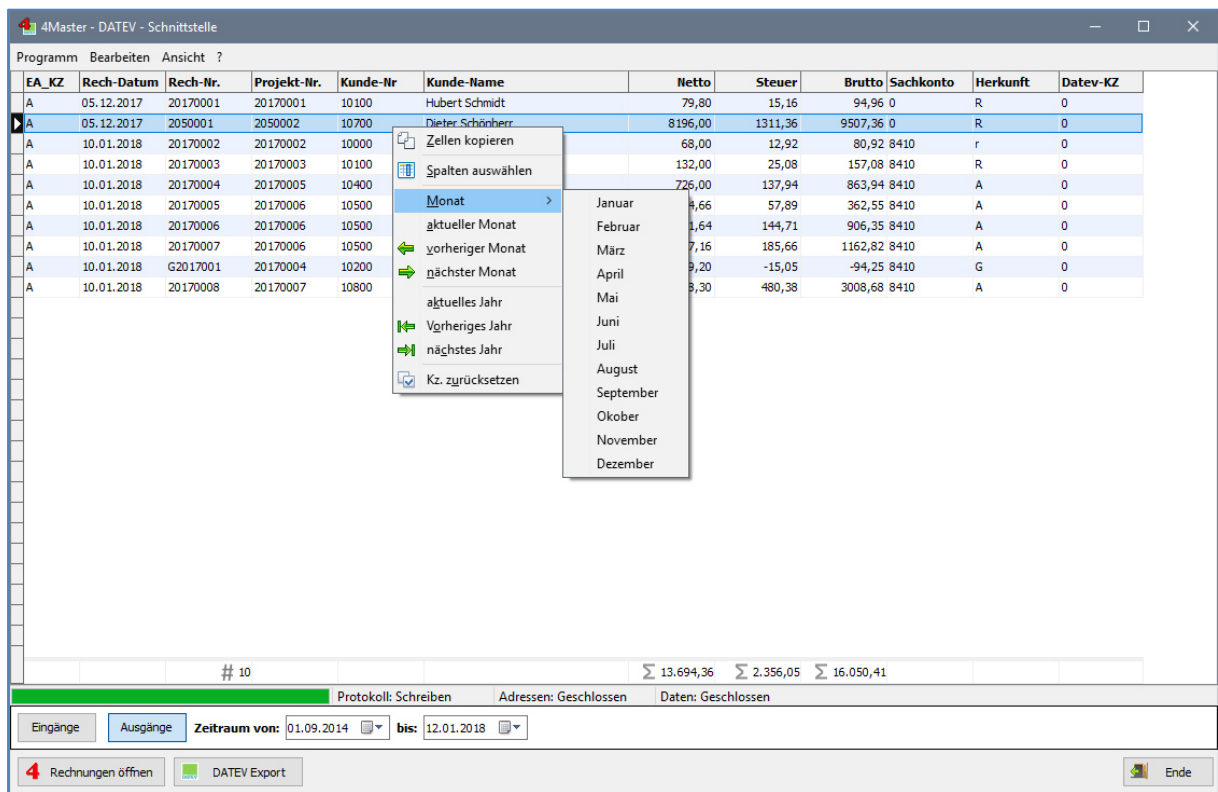 4Master - DATEV - Schnittstelle
Programm Bearbeiten Ansicht ?
EA_KZ Rech-Datum Rech-Nr. Projekt-Nr. Kunde-Nr Kunde-Name Netto Steuer Brutto Sachkonto Herkunft Datev-KZ
A 05.12.2017 20170001 20170001 10100 Hubert Schmidt 79,80 15,16 94,96 0 R 0
A 05.12.2017 2050001 2050002 10700 Dieter Schönherr 8196,00 1311,36 9507,36 0 R 0
A 10.01.2018 20170002 20170002 10000 68,00 12,92 80,92 8410 r 0
A 10.01.2018 20170003 20170003 10100 132,00 25,08 157,08 8410 R 0
A 10.01.2018 20170004 20170005 10400 726,00 137,94 863,94 8410 A 0
A 10.01.2018 20170005 20170006 10500 4,66 57,89 362,55 8410 A 0
A 10.01.2018 20170006 20170006 10500 1,64 144,71 906,35 8410 A 0
A 10.01.2018 20170007 20170006 10500 7,16 185,66 1162,82 8410 A 0
A 10.01.2018 G2017001 20170004 10200 9,20 -15,05 -94,25 8410 G 0
A 10.01.2018 20170008 20170007 10800 8,30 480,38 3008,68 8410 A 0
Zellen kopieren
Spalten auswählen
Monat >
aktueller Monat
vorheriger Monat
nächster Monat
aktuelles Jahr
Vorheriges Jahr
nächstes Jahr
Kz. zurücksetzen
Januar
Februar
März
April
Mai
Juni
Juli
August
September
Okober
November
Dezember
# 10 Σ 13.694,36 Σ 2.356,05 Σ 16.050,41
Protokoll: Schreiben Adressen: Geschlossen Daten: Geschlossen
Eingänge Ausgänge Zeitraum von: 01.09.2014 bis: 12.01.2018
4 Rechnungen öffnen DATEV Export Ende